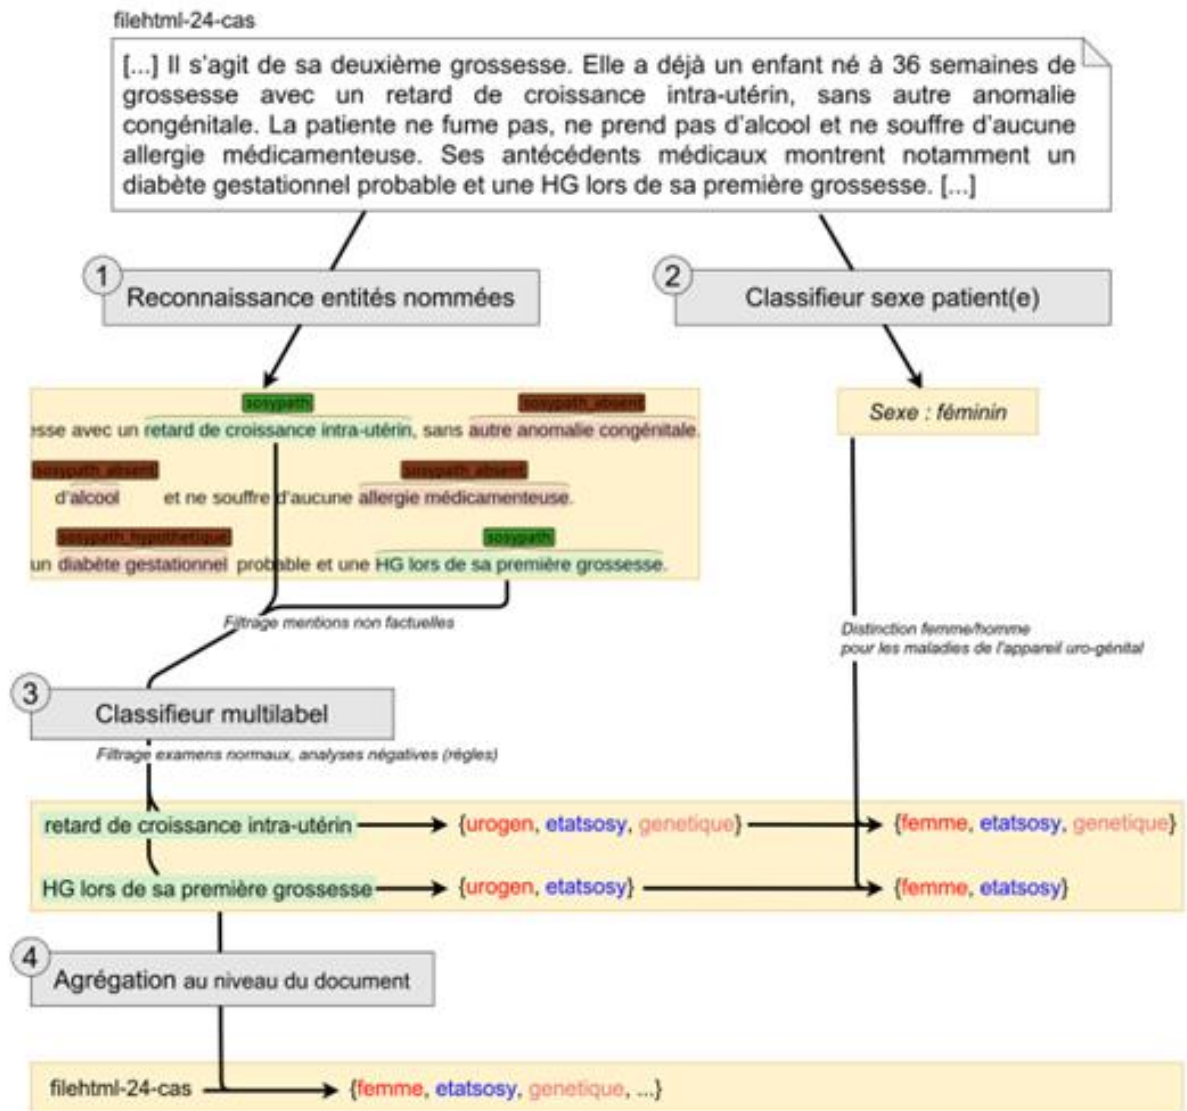 filehtml-24-cas
[...] Il s'agit de sa deuxième grossesse. Elle a déjà un enfant né à 36 semaines de
grossesse avec un retard de croissance intra-utérin, sans autre anomalie
congénitale. La patiente ne fume pas, ne prend pas d'alcool et ne souffre d'aucune
allergie médicamenteuse. Ses antécédents médicaux montrent notamment un
diabète gestationnel probable et une HG lors de sa première grossesse. [...]
1
Reconnaissance entités nommées
2
Classifieur sexe patient(e)
sosypath sosypath_absent
esse avec un retard de croissance intra-utérin, sans autre anomalie congénitale.
sosypath_absent sosypath_absent
d'alcool et ne souffre d'aucune allergie médicamenteuse.
sosypath_hypothetique sosypath
un diabète gestationnel probable et une HG lors de sa première grossesse.
Sexe : féminin
Filtrage mentions non factuelles
Distinction femme/homme
pour les maladies de l'appareil uro-génital
3
Classifieur multilabel
Filtrage examens normaux, analyses négatives (règles)
retard de croissance intra-utérin {urogen, etatsosy, genetique} {femme, etatsosy, genetique}
HG lors de sa première grossesse {urogen, etatsosy} {femme, etatsosy}
4
Agrégation au niveau du document
filehtml-24-cas {femme, etatsosy, genetique, ...}